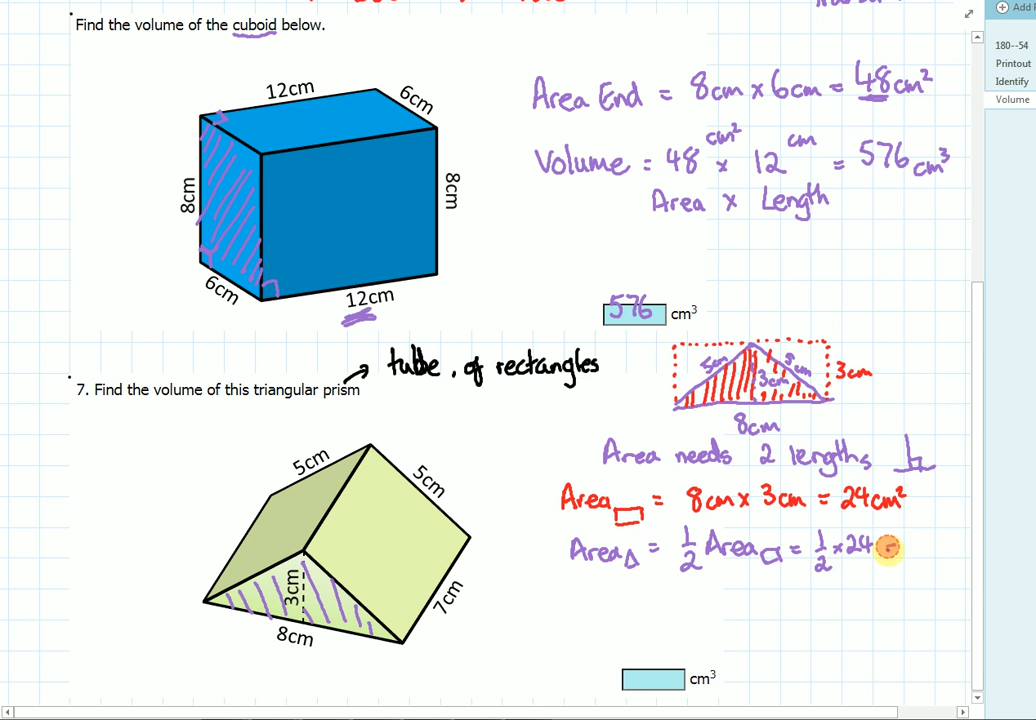 Add
180--54
Printout
Identify
Volume
Find the volume of the cuboid below.
12cm
6cm
8cm
8cm
6cm
12cm
Area End = 8cm x 6cm = 48cm²
Volume = 48 cm² x 12 cm = 576 cm³
Area x Length
576 cm³
tube of rectangles
7. Find the volume of this triangular prism
5cm
5cm
3cm
8cm
7cm
5cm
5cm
3cm
3cm
8cm
Area needs 2 lengths
Area▭ = 8cm x 3cm = 24cm²
Area△ = ½ Area▭ = ½ x 24
cm³